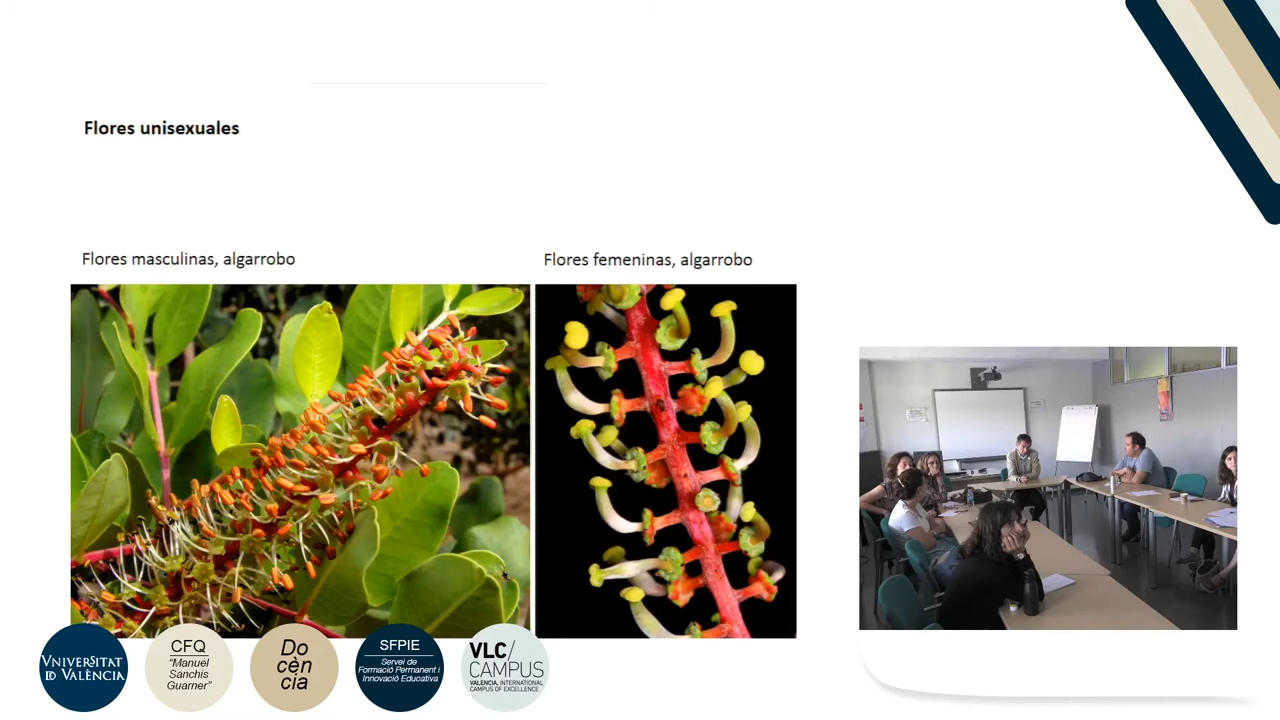 Flores unisexuales
Flores masculinas, algarrobo
Flores femeninas, algarrobo
VNIVERSITAT
ID VALÈNCIA
CFQ
"Manuel
Sanchis
Guarner"
Do
cèn
cia
SFPIE
Servei de
Formació Permanent i
Innovació Educativa
VLC/
CAMPUS
VALENCIA, INTERNATIONAL
CAMPUS OF EXCELLENCE